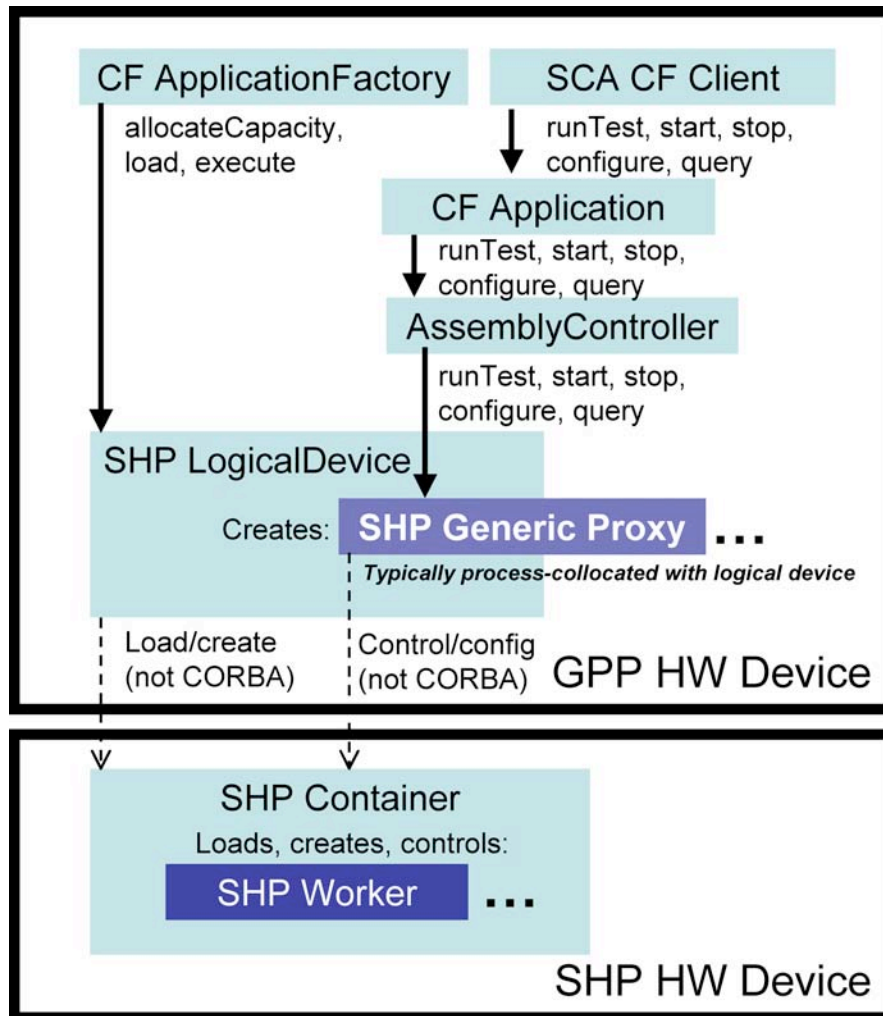 CF ApplicationFactory
SCA CF Client
allocateCapacity,
load, execute
runTest, start, stop,
configure, query
CF Application
runTest, start, stop,
configure, query
AssemblyController
runTest, start, stop,
configure, query
SHP LogicalDevice
Creates: SHP Generic Proxy ...
Typically process-collocated with logical device
Load/create
(not CORBA)
Control/config
(not CORBA)
GPP HW Device
SHP Container
Loads, creates, controls:
SHP Worker ...
SHP HW Device